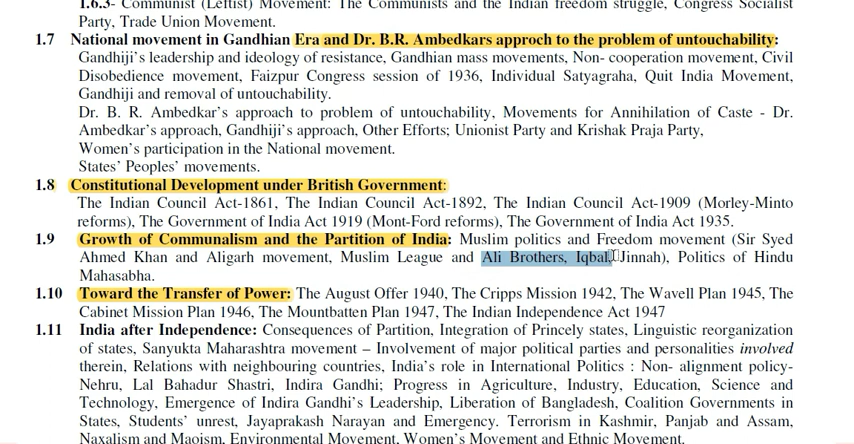 1.6.3- Communist (Leftist) Movement: The Communists and the Indian freedom struggle, Congress Socialist
Party, Trade Union Movement.
1.7 National movement in Gandhian Era and Dr. B.R. Ambedkars approch to the problem of untouchability:
Gandhiji's leadership and ideology of resistance, Gandhian mass movements, Non- cooperation movement, Civil
Disobedience movement, Faizpur Congress session of 1936, Individual Satyagraha, Quit India Movement,
Gandhiji and removal of untouchability.
Dr. B. R. Ambedkar's approach to problem of untouchability, Movements for Annihilation of Caste - Dr.
Ambedkar's approach, Gandhiji's approach, Other Efforts; Unionist Party and Krishak Praja Party,
Women's participation in the National movement.
States' Peoples' movements.
1.8 Constitutional Development under British Government:
The Indian Council Act-1861, The Indian Council Act-1892, The Indian Council Act-1909 (Morley-Minto
reforms), The Government of India Act 1919 (Mont-Ford reforms), The Government of India Act 1935.
1.9 Growth of Communalism and the Partition of India: Muslim politics and Freedom movement (Sir Syed
Ahmed Khan and Aligarh movement, Muslim League and Ali Brothers, Iqbal, Jinnah), Politics of Hindu
Mahasabha.
1.10 Toward the Transfer of Power: The August Offer 1940, The Cripps Mission 1942, The Wavell Plan 1945, The
Cabinet Mission Plan 1946, The Mountbatten Plan 1947, The Indian Independence Act 1947
1.11 India after Independence: Consequences of Partition, Integration of Princely states, Linguistic reorganization
of states, Sanyukta Maharashtra movement – Involvement of major political parties and personalities involved
therein, Relations with neighbouring countries, India's role in International Politics : Non- alignment policy-
Nehru, Lal Bahadur Shastri, Indira Gandhi; Progress in Agriculture, Industry, Education, Science and
Technology, Emergence of Indira Gandhi's Leadership, Liberation of Bangladesh, Coalition Governments in
States, Students' unrest, Jayaprakash Narayan and Emergency. Terrorism in Kashmir, Panjab and Assam,
Naxalism and Maoism, Environmental Movement, Women's Movement and Ethnic Movement.